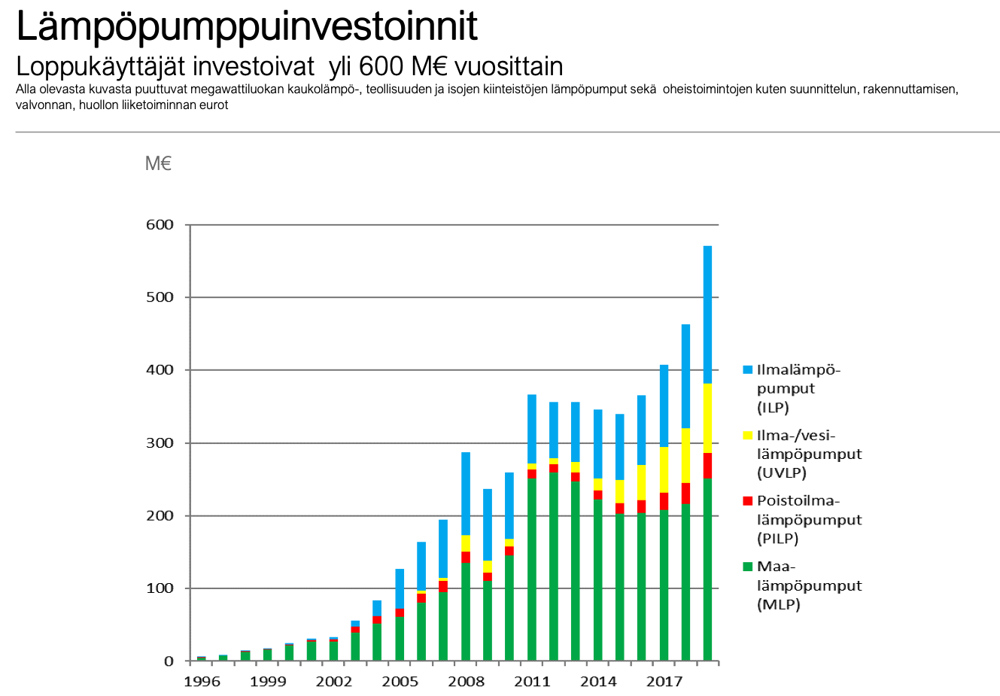 Lämpöpumppuinvestoinnit
Loppukäyttäjät investoivat  yli 600 M€ vuosittain
Alla olevasta kuvasta puuttuvat megawattiluokan kaukolämpö-, teollisuuden ja isojen kiinteistöjen lämpöpumput sekä  oheistoimintojen kuten suunnittelun, rakennuttamisen,
valvonnan, huollon liiketoiminnan eurot
M€
600
500
400
300
200
100
0
1996 1999 2002 2005 2008 2011 2014 2017
Ilmalämpö-
pumput
(ILP)
Ilma-/vesi-
lämpöpumput
(UVLP)
Poistoilma-
lämpöpumput
(PILP)
Maa-
lämpöpumput
(MLP)